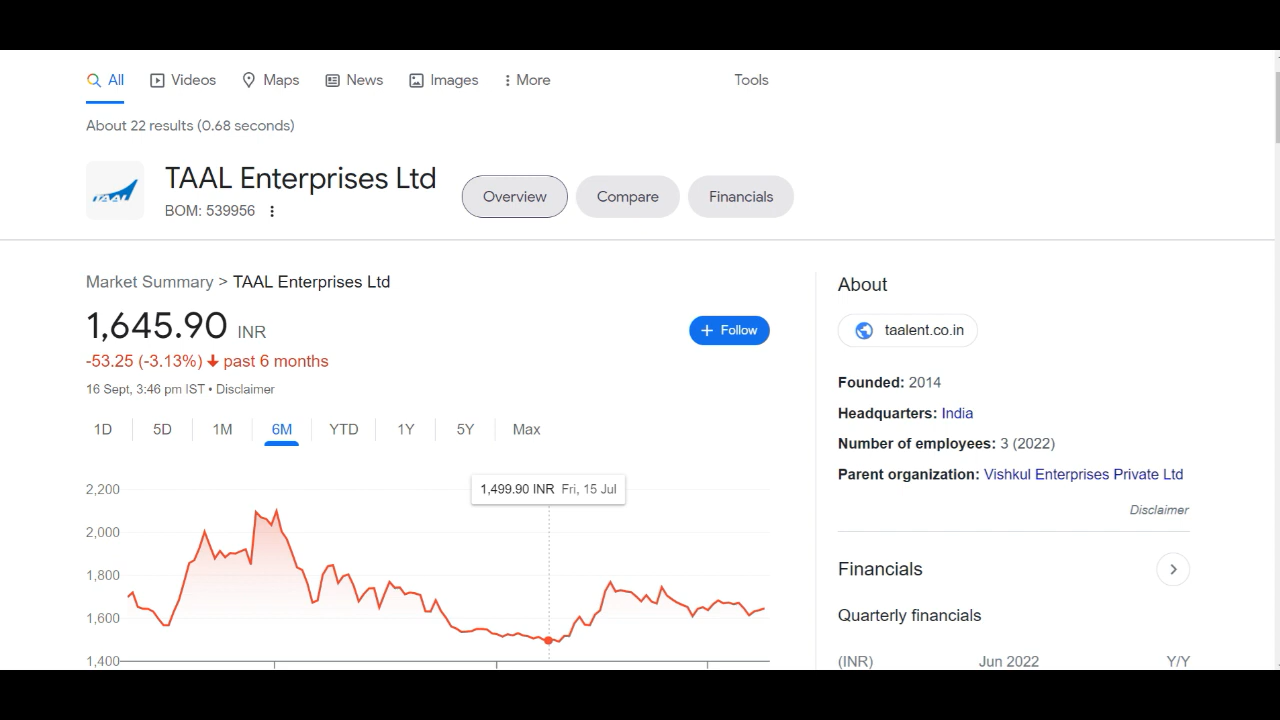 All Videos Maps News Images More Tools
About 22 results (0.68 seconds)
TAAL
TAAL Enterprises Ltd
BOM: 539956
Overview Compare Financials
Market Summary > TAAL Enterprises Ltd
1,645.90 INR
+ Follow
-53.25 (-3.13%) past 6 months
16 Sept, 3:46 pm IST • Disclaimer
1D 5D 1M 6M YTD 1Y 5Y Max
1,499.90 INR Fri, 15 Jul
2,200
2,000
1,800
1,600
1,400
About
taalent.co.in
Founded: 2014
Headquarters: India
Number of employees: 3 (2022)
Parent organization: Vishkul Enterprises Private Ltd
Disclaimer
Financials
Quarterly financials
(INR) Jun 2022 Y/Y